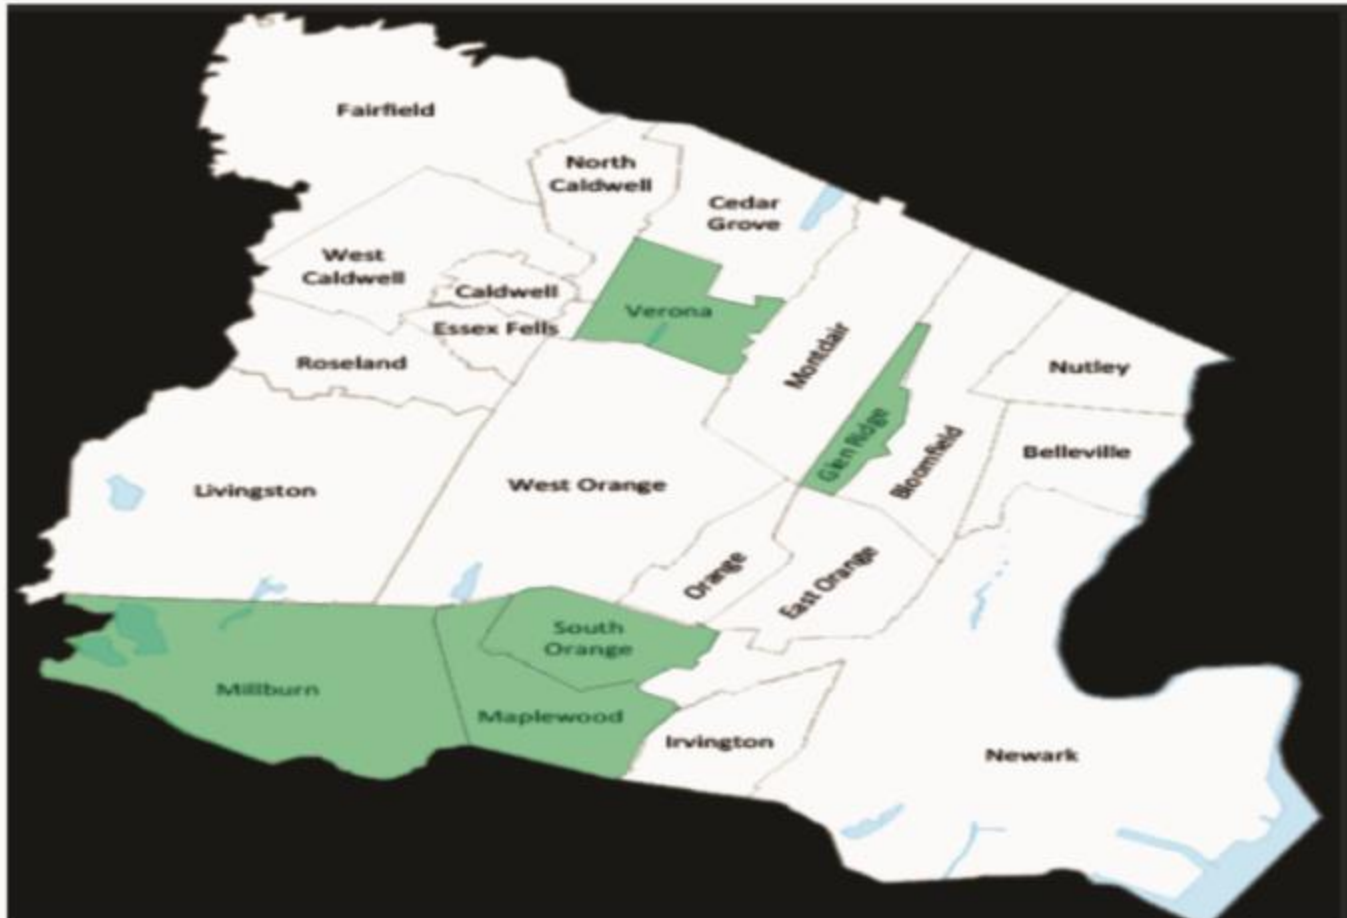 Fairfield
North
Caldwell
Cedar
Grove
West
Caldwell
Caldwell
Verona
Essex Fells
Roseland
Montclair
Nutley
Glen Ridge
Bloomfield
Belleville
Livingston
West Orange
Orange
East Orange
South
Orange
Millburn
Maplewood
Irvington
Newark